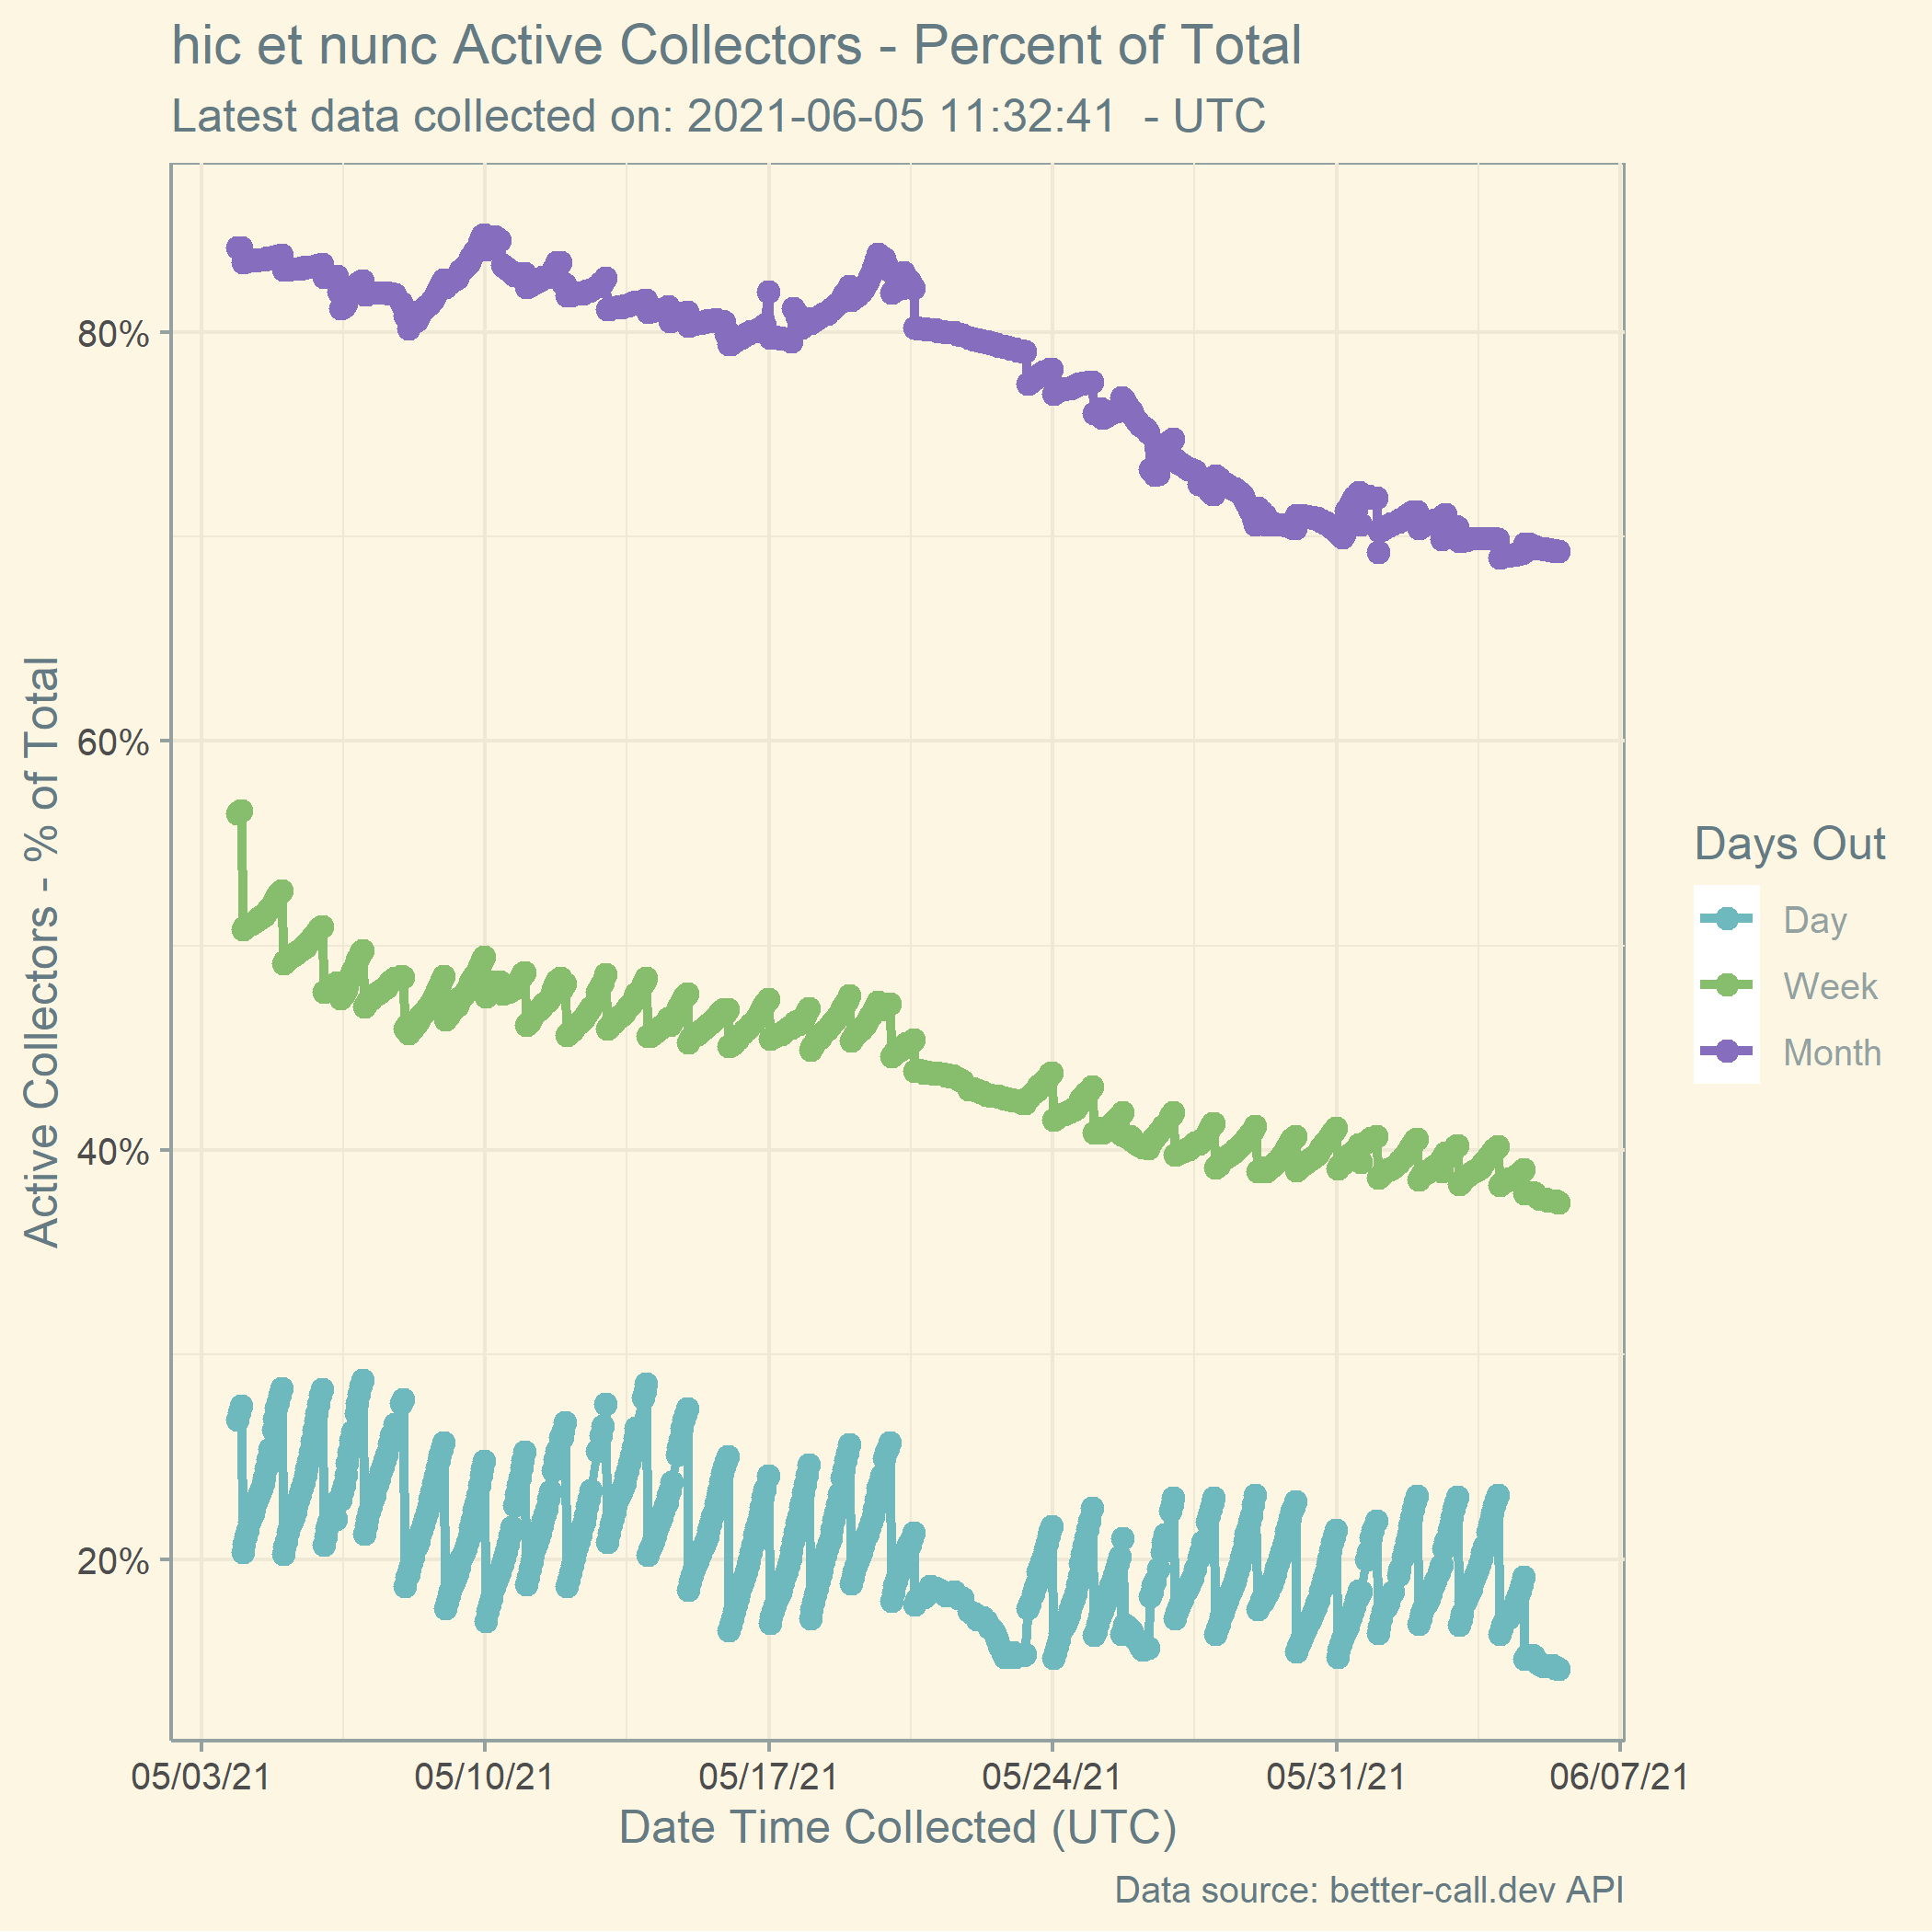 hic et nunc Active Collectors - Percent of Total
Latest data collected on: 2021-06-05 11:32:41  - UTC
Active Collectors - % of Total
80%
60%
40%
20%
05/03/21
05/10/21
05/17/21
05/24/21
05/31/21
06/07/21
Date Time Collected (UTC)
Days Out
Day
Week
Month
Data source: better-call.dev API